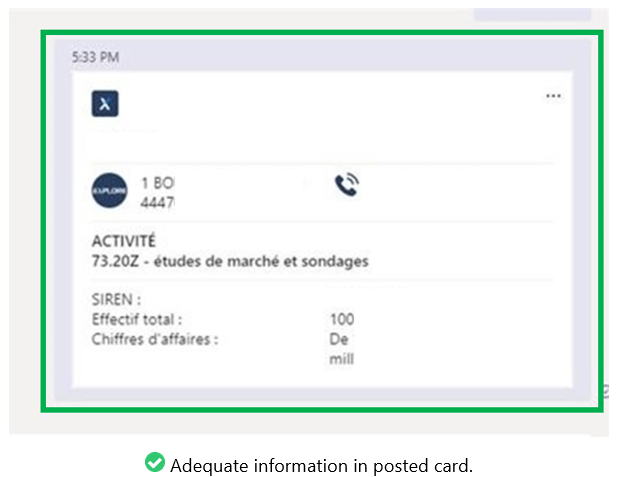 5:33 PM
X
...
EXPLORE
1 BO
4447
ACTIVITÉ
73.20Z - études de marché et sondages
SIREN :
Effectif total : 100
Chiffres d'affaires : De
mill
Adequate information in posted card.